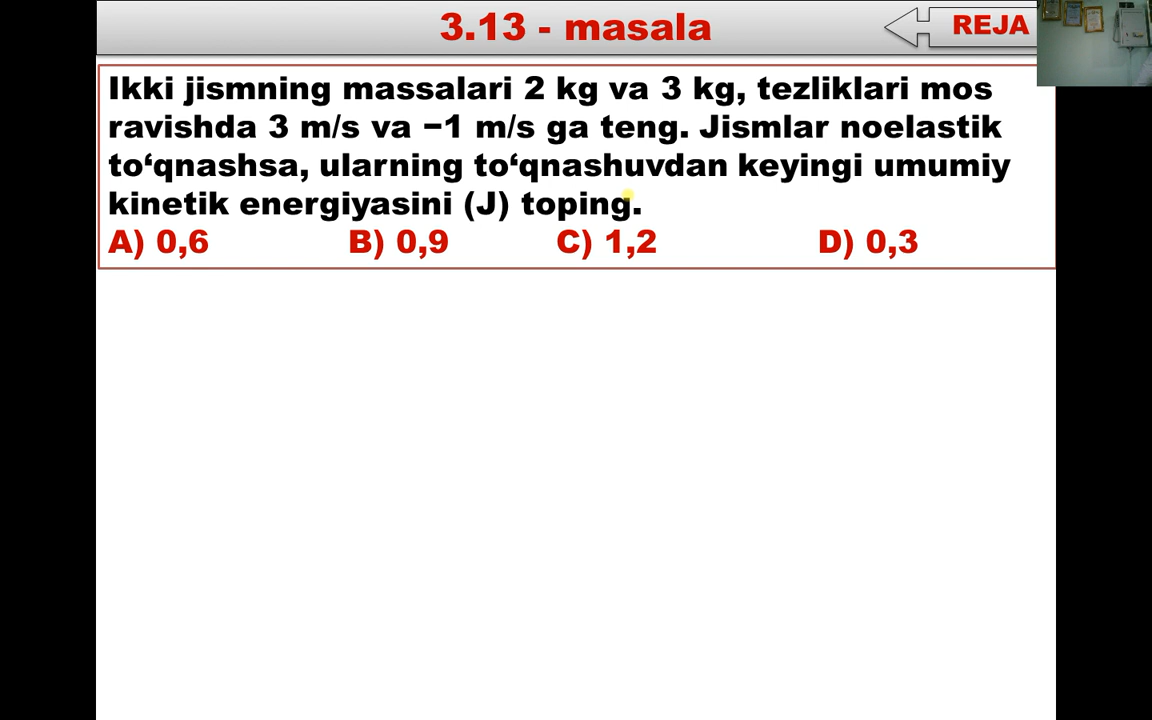 3.13 - masala
REJA
Ikki jismning massalari 2 kg va 3 kg, tezliklari mos
ravishda 3 m/s va −1 m/s ga teng. Jismlar noelastik
to‘qnashsa, ularning to‘qnashuvdan keyingi umumiy
kinetik energiyasini (J) toping.
A) 0,6 B) 0,9 C) 1,2 D) 0,3